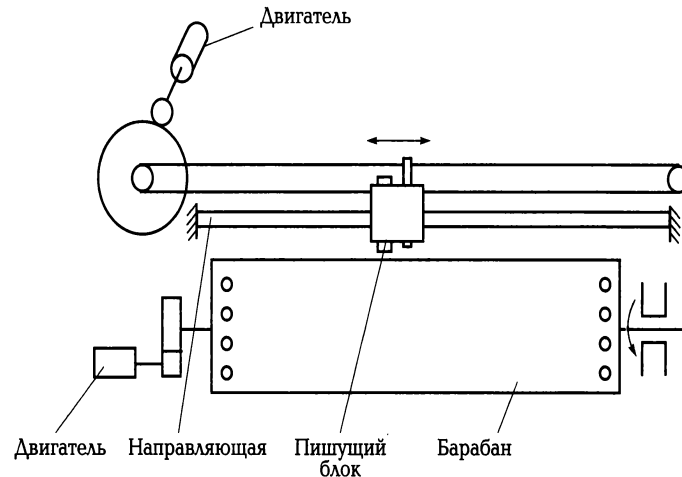 Двигатель
Двигатель
Направляющая
Пишущий
блок
Барабан